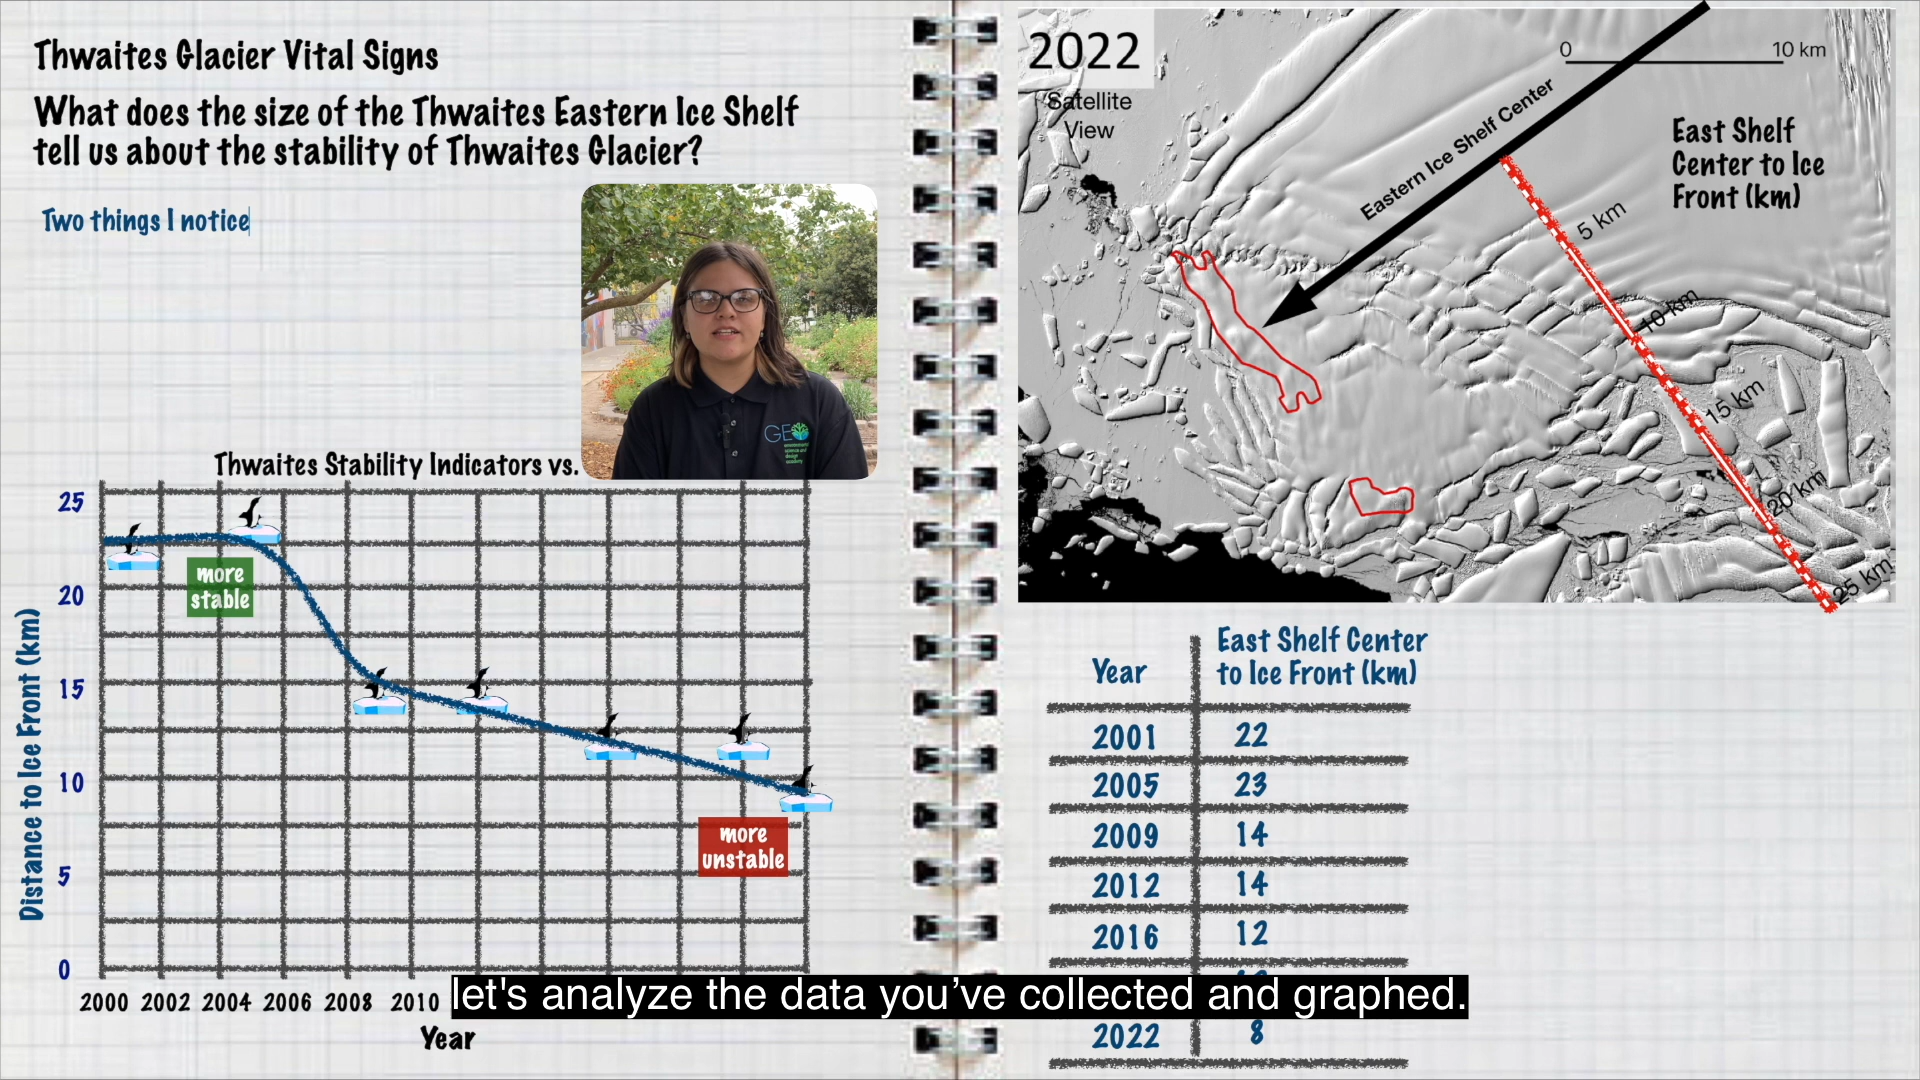 Thwaites Glacier Vital Signs
What does the size of the Thwaites Eastern Ice Shelf
tell us about the stability of Thwaites Glacier?
Two things I notice
GEO
Thwaites Stability Indicators vs.
25
20
15
10
5
0
Distance to Ice Front (km)
more
stable
more
unstable
2000 2002 2004 2006 2008 2010
Year
2022
Satellite
View
0 10 km
Eastern Ice Shelf Center
East Shelf
Center to Ice
Front (km)
5 km
10 km
15 km
20 km
25 km
Year East Shelf Center
to Ice Front (km)
2001 22
2005 23
2009 14
2012 14
2016 12
2022 8
let's analyze the data you've collected and graphed.